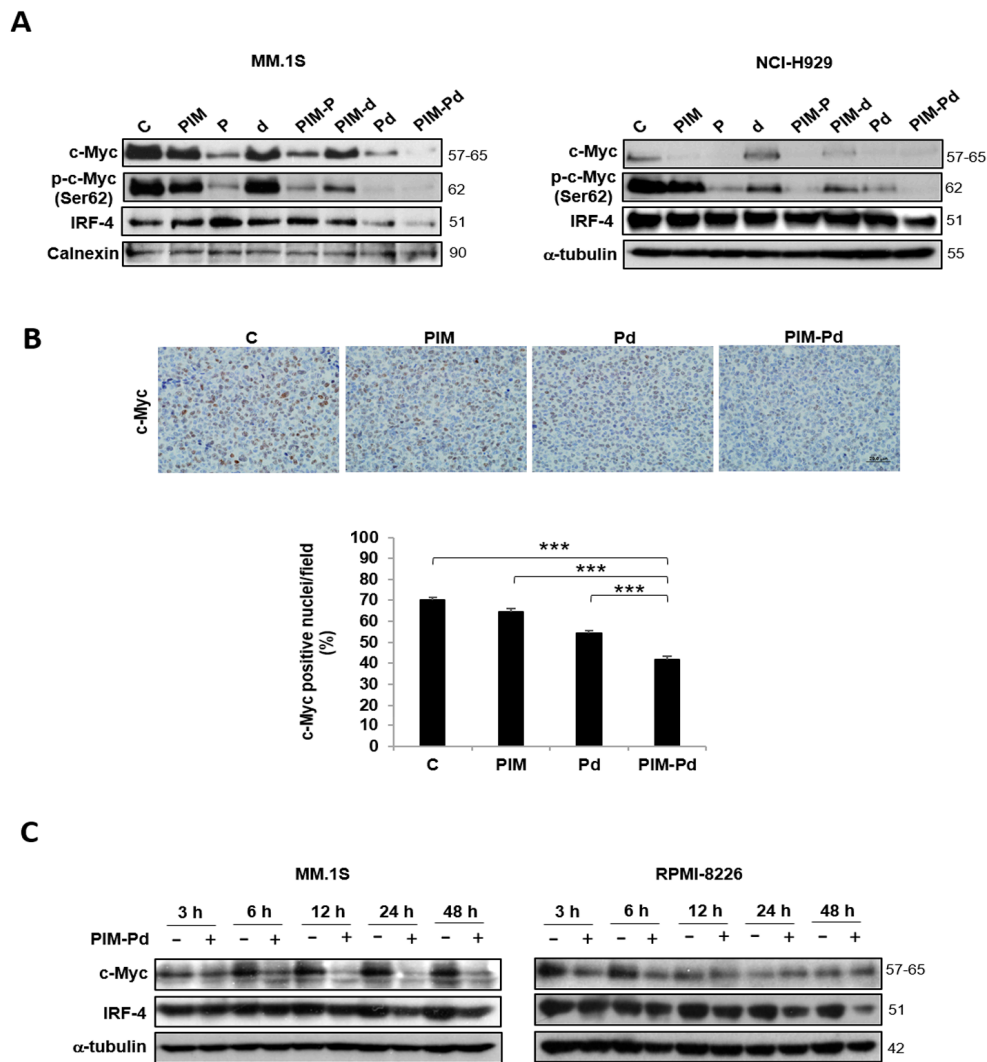 A
MM.1S
NCI-H929
C PIM P d PIM-P PIM-d Pd PIM-Pd
C PIM P d PIM-P PIM-d Pd PIM-Pd
c-Myc 57-65
p-c-Myc 62
(Ser62)
IRF-4 51
Calnexin 90
c-Myc 57-65
p-c-Myc 62
(Ser62)
IRF-4 51
α-tubulin 55
B
C PIM Pd PIM-Pd
c-Myc
c-Myc positive nuclei/field
(%)
100
90
80
70
60
50
40
30
20
10
0
***
***
***
C PIM Pd PIM-Pd
C
MM.1S
RPMI-8226
3 h 6 h 12 h 24 h 48 h
3 h 6 h 12 h 24 h 48 h
PIM-Pd − + − + − + − + − +
− + − + − + − + − +
c-Myc 57-65
IRF-4 51
α-tubulin 42